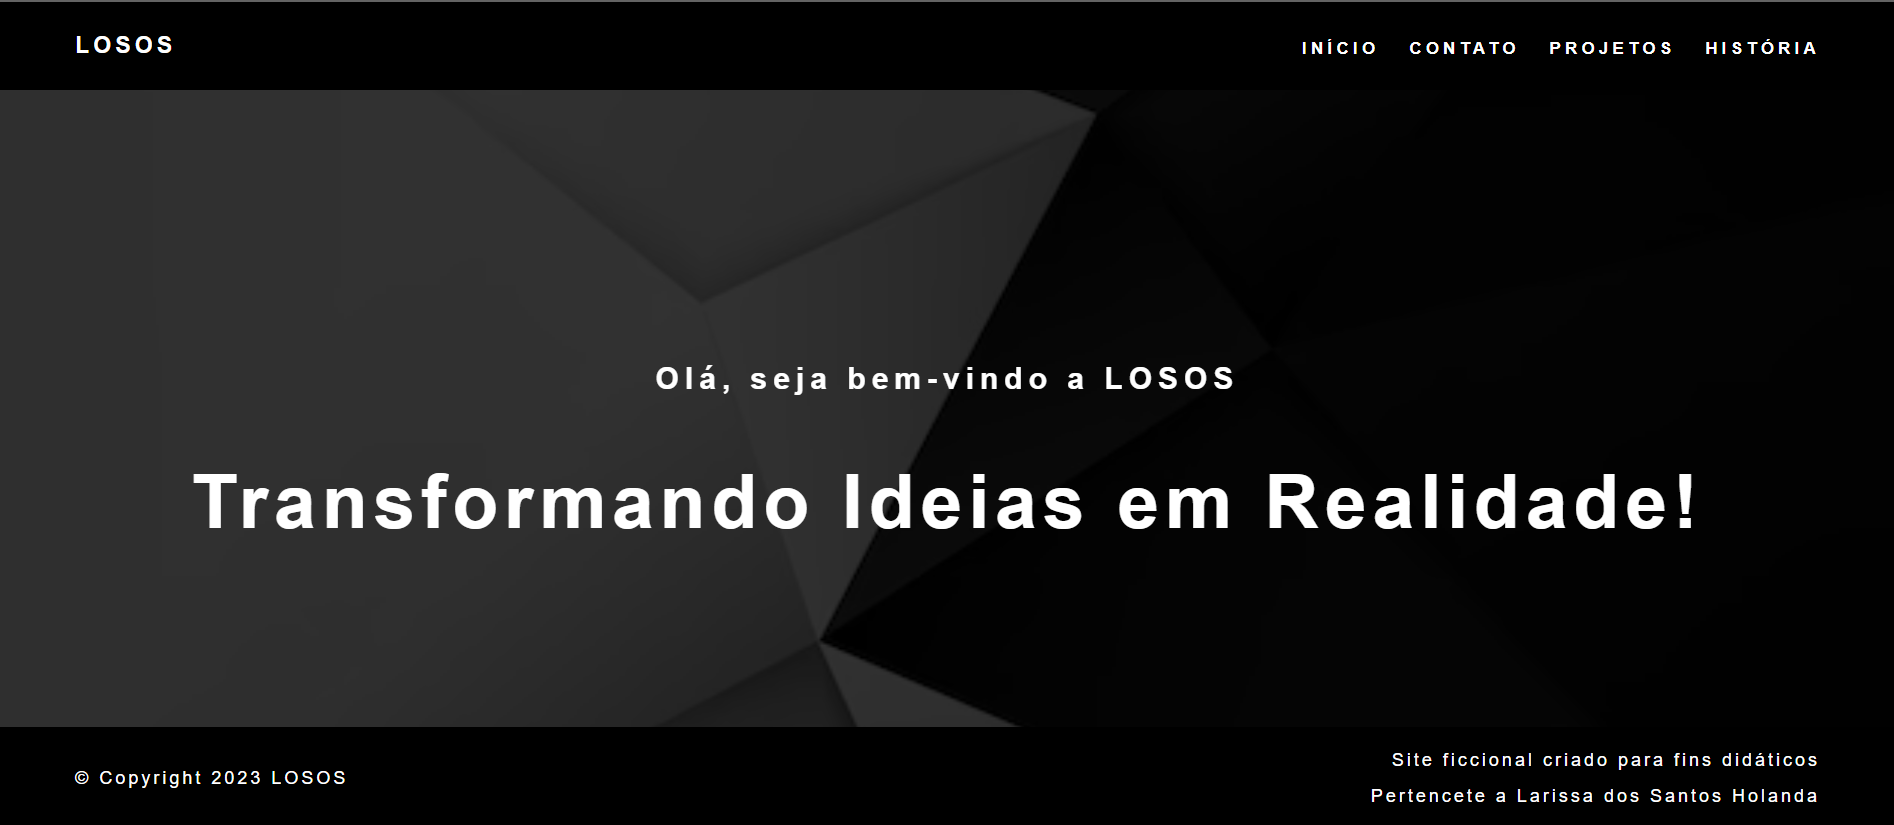 LOSOS
INÍCIO CONTATO PROJETOS HISTÓRIA
Olá, seja bem-vindo a LOSOS
Transformando Ideias em Realidade!
© Copyright 2023 LOSOS
Site ficcional criado para fins didáticos
Pertencete a Larissa dos Santos Holanda